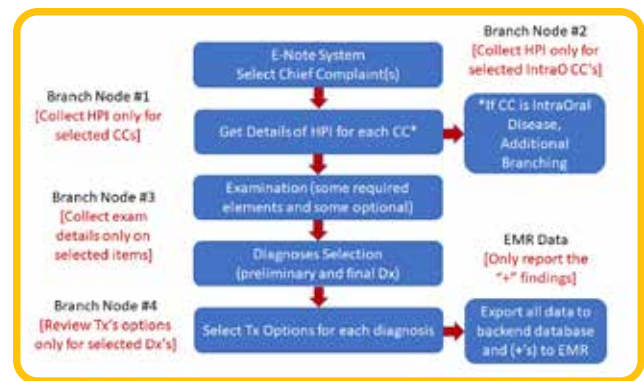 E-Note System
Select Chief Complaint(s)
Branch Node #2
[Collect HPI only for
selected IntraO CC's]
Branch Node #1
[Collect HPI only for
selected CCs]
Get Details of HPI for each CC*
*If CC is IntraOral
Disease,
Additional
Branching
Examination (some required
elements and some optional)
Branch Node #3
[Collect exam
details only on
selected items]
Diagnoses Selection
(preliminary and final Dx)
EMR Data
[Only report the
"+" findings]
Branch Node #4
[Review Tx's options
only for selected Dx's]
Select Tx Options for each diagnosis
Export all data to
backend database
and (+'s) to EMR